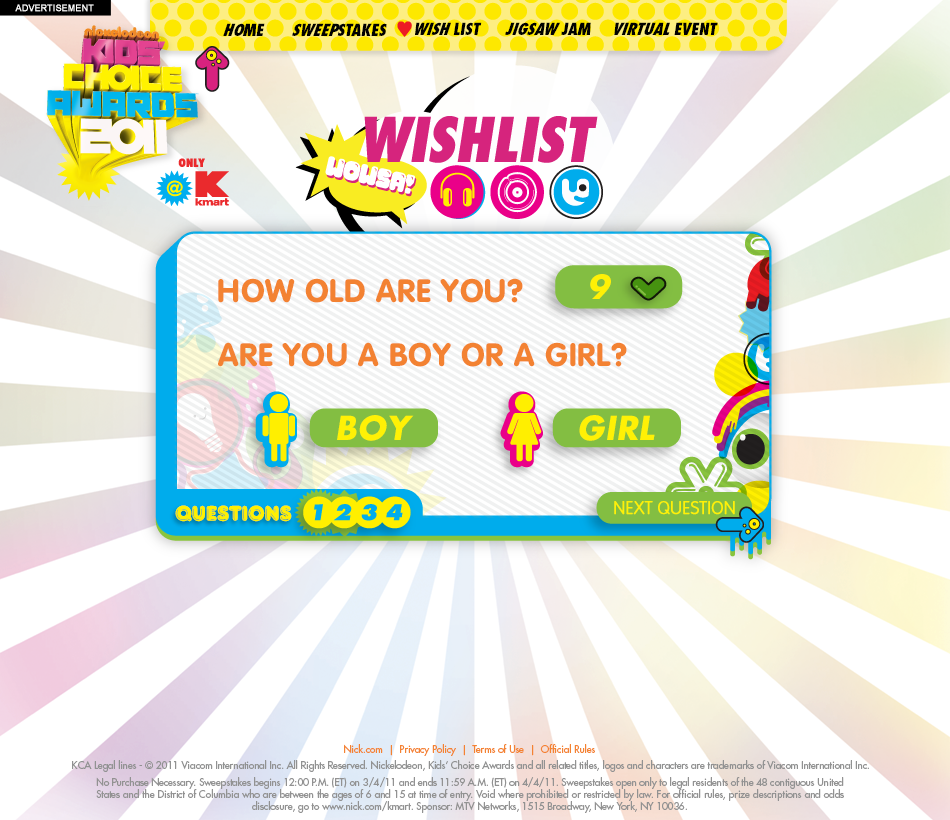 ADVERTISEMENT
HOME SWEEPSTAKES WISH LIST JIGSAW JAM VIRTUAL EVENT
nickelodeon
KIDS'
CHOICE
AWARDS
2011
ONLY
@ K
kmart
WISHLIST
WOWSA!
HOW OLD ARE YOU? 9
ARE YOU A BOY OR A GIRL?
BOY GIRL
QUESTIONS 1 2 3 4 NEXT QUESTION
Nick.com | Privacy Policy | Terms of Use | Official Rules
KCA Legal lines - © 2011 Viacom International Inc. All Rights Reserved. Nickelodeon, Kids' Choice Awards and all related titles, logos and characters are trademarks of Viacom International Inc.
No Purchase Necessary. Sweepstakes begins 12:00 P.M. (ET) on 3/4/11 and ends 11:59 A.M. (ET) on 4/4/11. Sweepstakes open only to legal residents of the 48 contiguous United
States and the District of Columbia who are between the ages of 6 and 15 at time of entry. Void where prohibited or restricted by law. For official rules, prize descriptions and odds
disclosure, go to www.nick.com/kmart. Sponsor: MTV Networks, 1515 Broadway, New York, NY 10036.